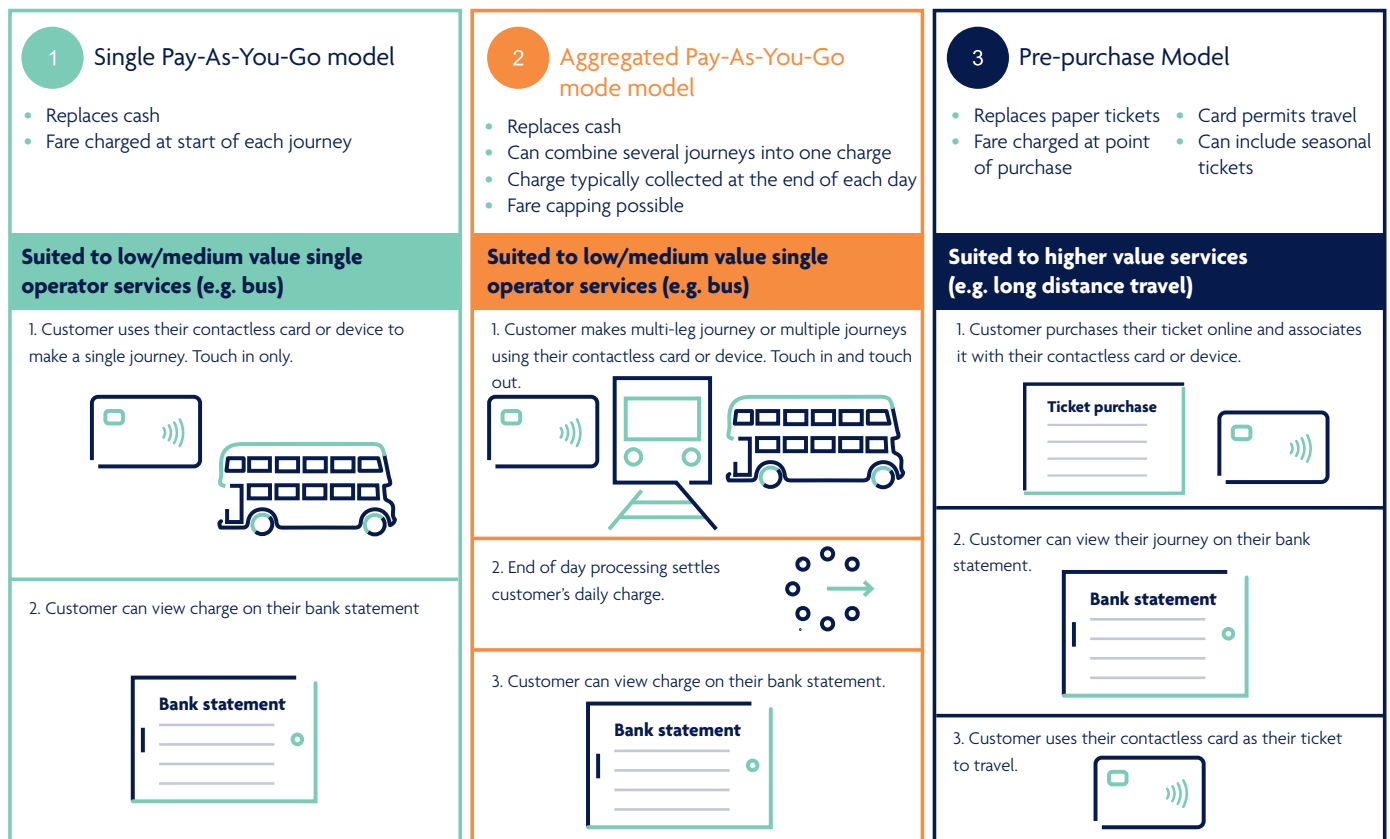 1
Single Pay-As-You-Go model
• Replaces cash
• Fare charged at start of each journey
Suited to low/medium value single
operator services (e.g. bus)
1. Customer uses their contactless card or device to
make a single journey. Touch in only.
2. Customer can view charge on their bank statement
Bank statement
2
Aggregated Pay-As-You-Go
mode model
• Replaces cash
• Can combine several journeys into one charge
• Charge typically collected at the end of each day
• Fare capping possible
Suited to low/medium value single
operator services (e.g. bus)
1. Customer makes multi-leg journey or multiple journeys
using their contactless card or device. Touch in and touch
out.
2. End of day processing settles
customer’s daily charge.
3. Customer can view charge on their bank statement.
Bank statement
3
Pre-purchase Model
• Replaces paper tickets
• Fare charged at point
of purchase
• Card permits travel
• Can include seasonal
tickets
Suited to higher value services
(e.g. long distance travel)
1. Customer purchases their ticket online and associates
it with their contactless card or device.
Ticket purchase
2. Customer can view their journey on their bank
statement.
Bank statement
3. Customer uses their contactless card as their ticket
to travel.